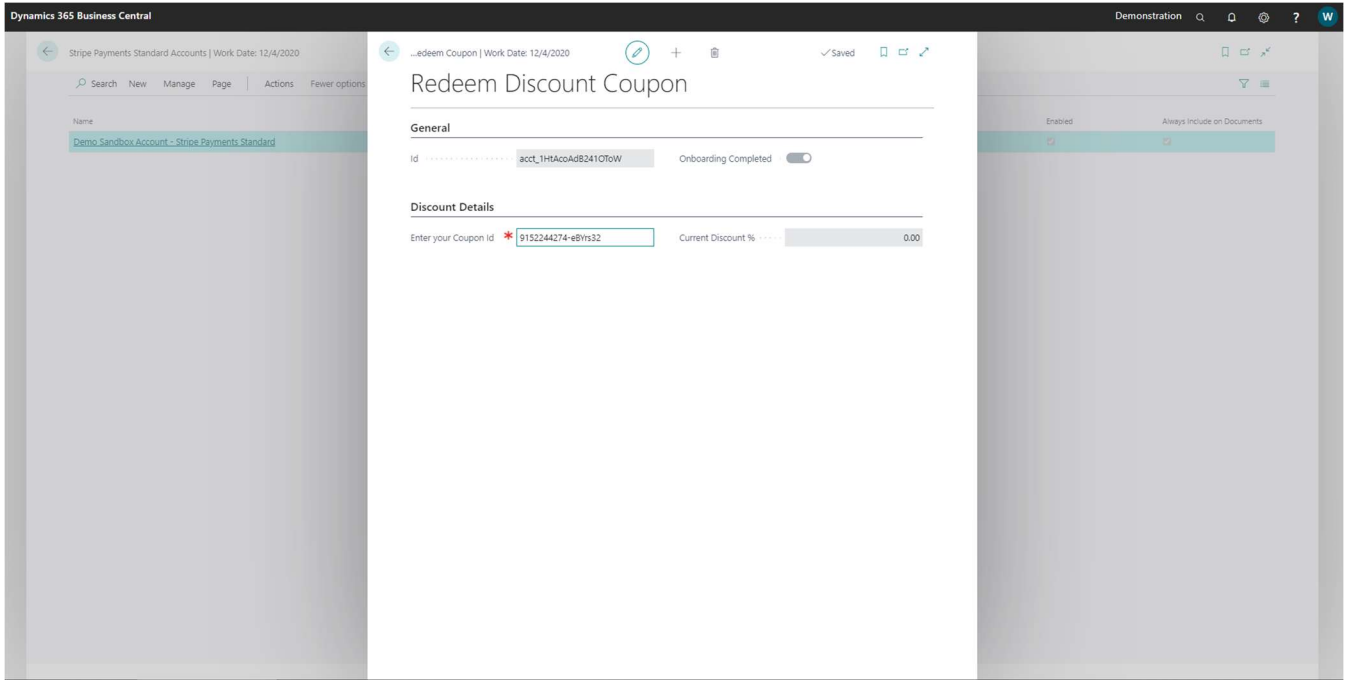 Dynamics 365 Business Central
Demonstration
?
W
Stripe Payments Standard Accounts | Work Date: 12/4/2020
Search New Manage Page Actions Fewer options
Name
Demo Sandbox Account - Stripe Payments Standard
Enabled
Always Include on Documents
...edeem Coupon | Work Date: 12/4/2020
Saved
Redeem Discount Coupon
General
Id acct_1HtAcoAdB241OToW Onboarding Completed
Discount Details
Enter your Coupon Id * 9152244274-eBYrs32 Current Discount % 0.00